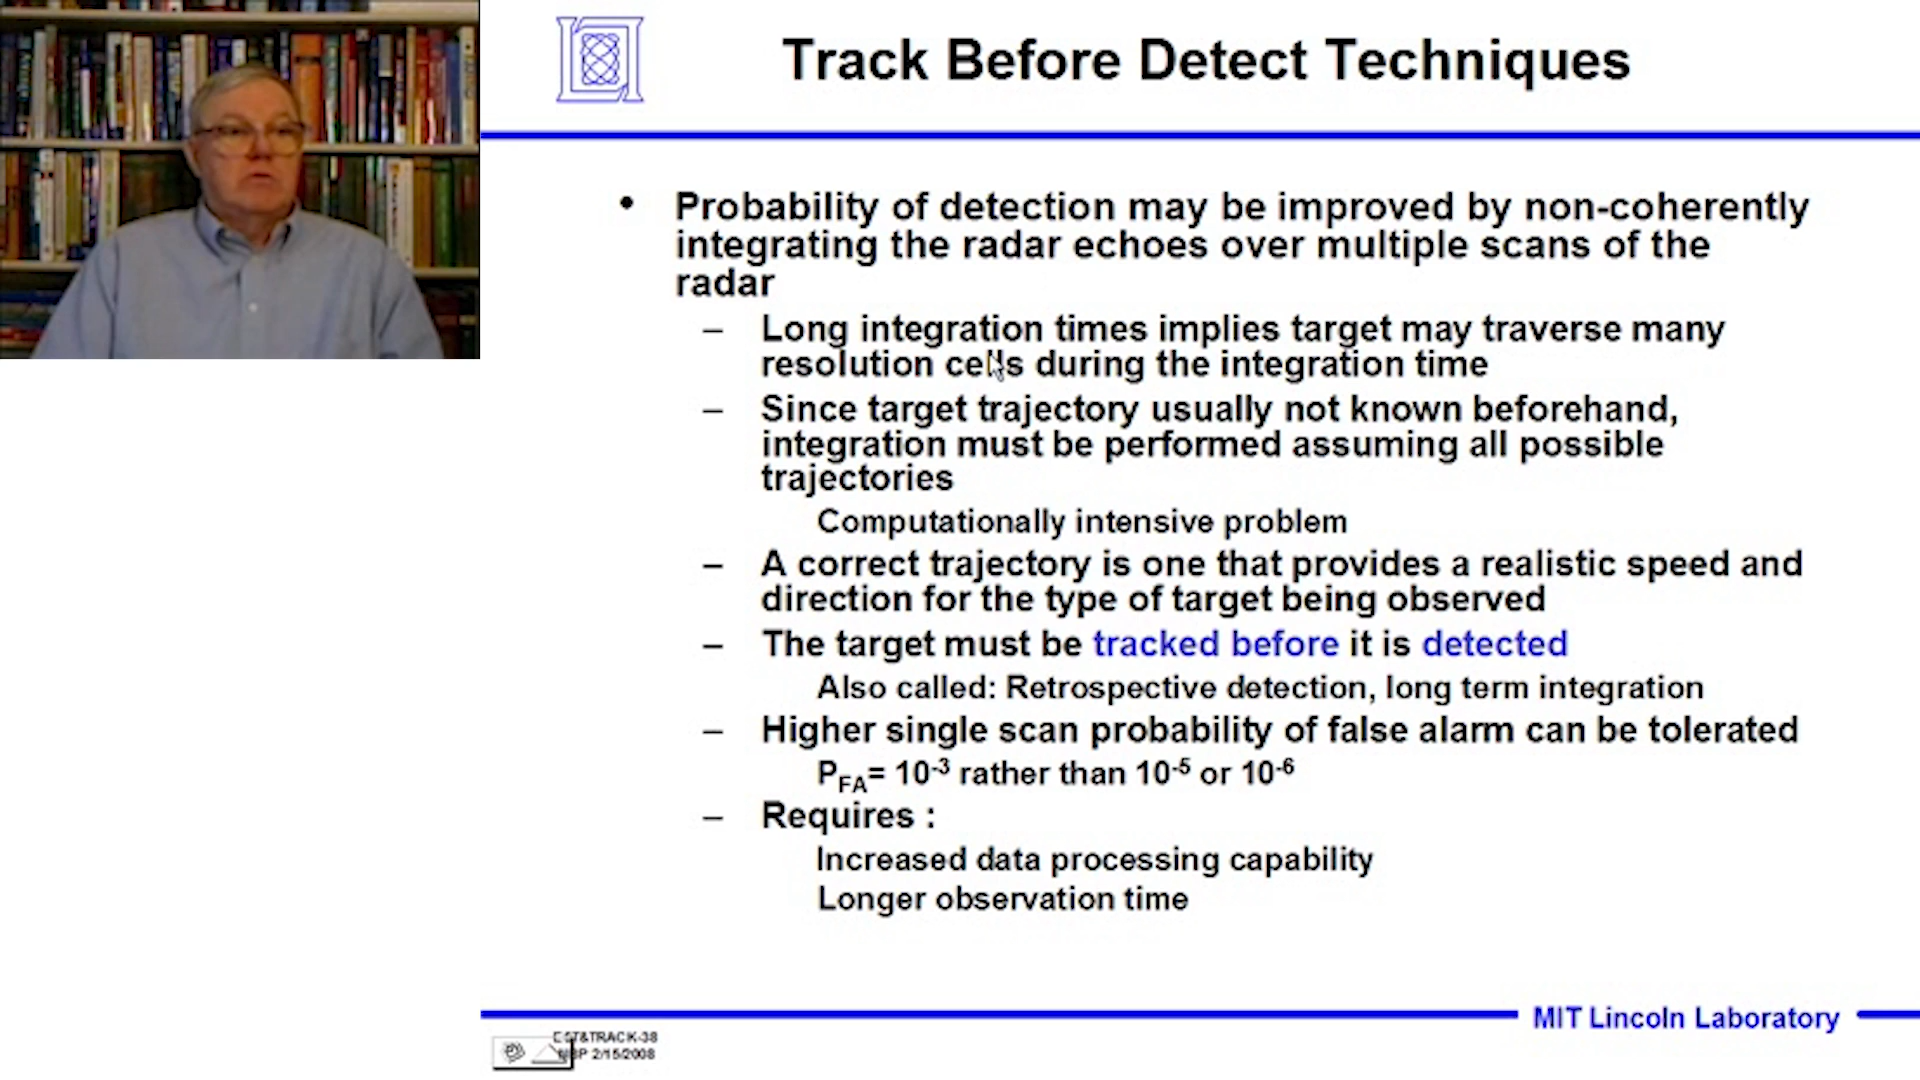 Track Before Detect Techniques
• Probability of detection may be improved by non-coherently
integrating the radar echoes over multiple scans of the
radar
– Long integration times implies target may traverse many
resolution cells during the integration time
– Since target trajectory usually not known beforehand,
integration must be performed assuming all possible
trajectories
Computationally intensive problem
– A correct trajectory is one that provides a realistic speed and
direction for the type of target being observed
– The target must be tracked before it is detected
Also called: Retrospective detection, long term integration
– Higher single scan probability of false alarm can be tolerated
P_FA= 10^-3 rather than 10^-5 or 10^-6
– Requires :
Increased data processing capability
Longer observation time
MIT Lincoln Laboratory
2/15/2008